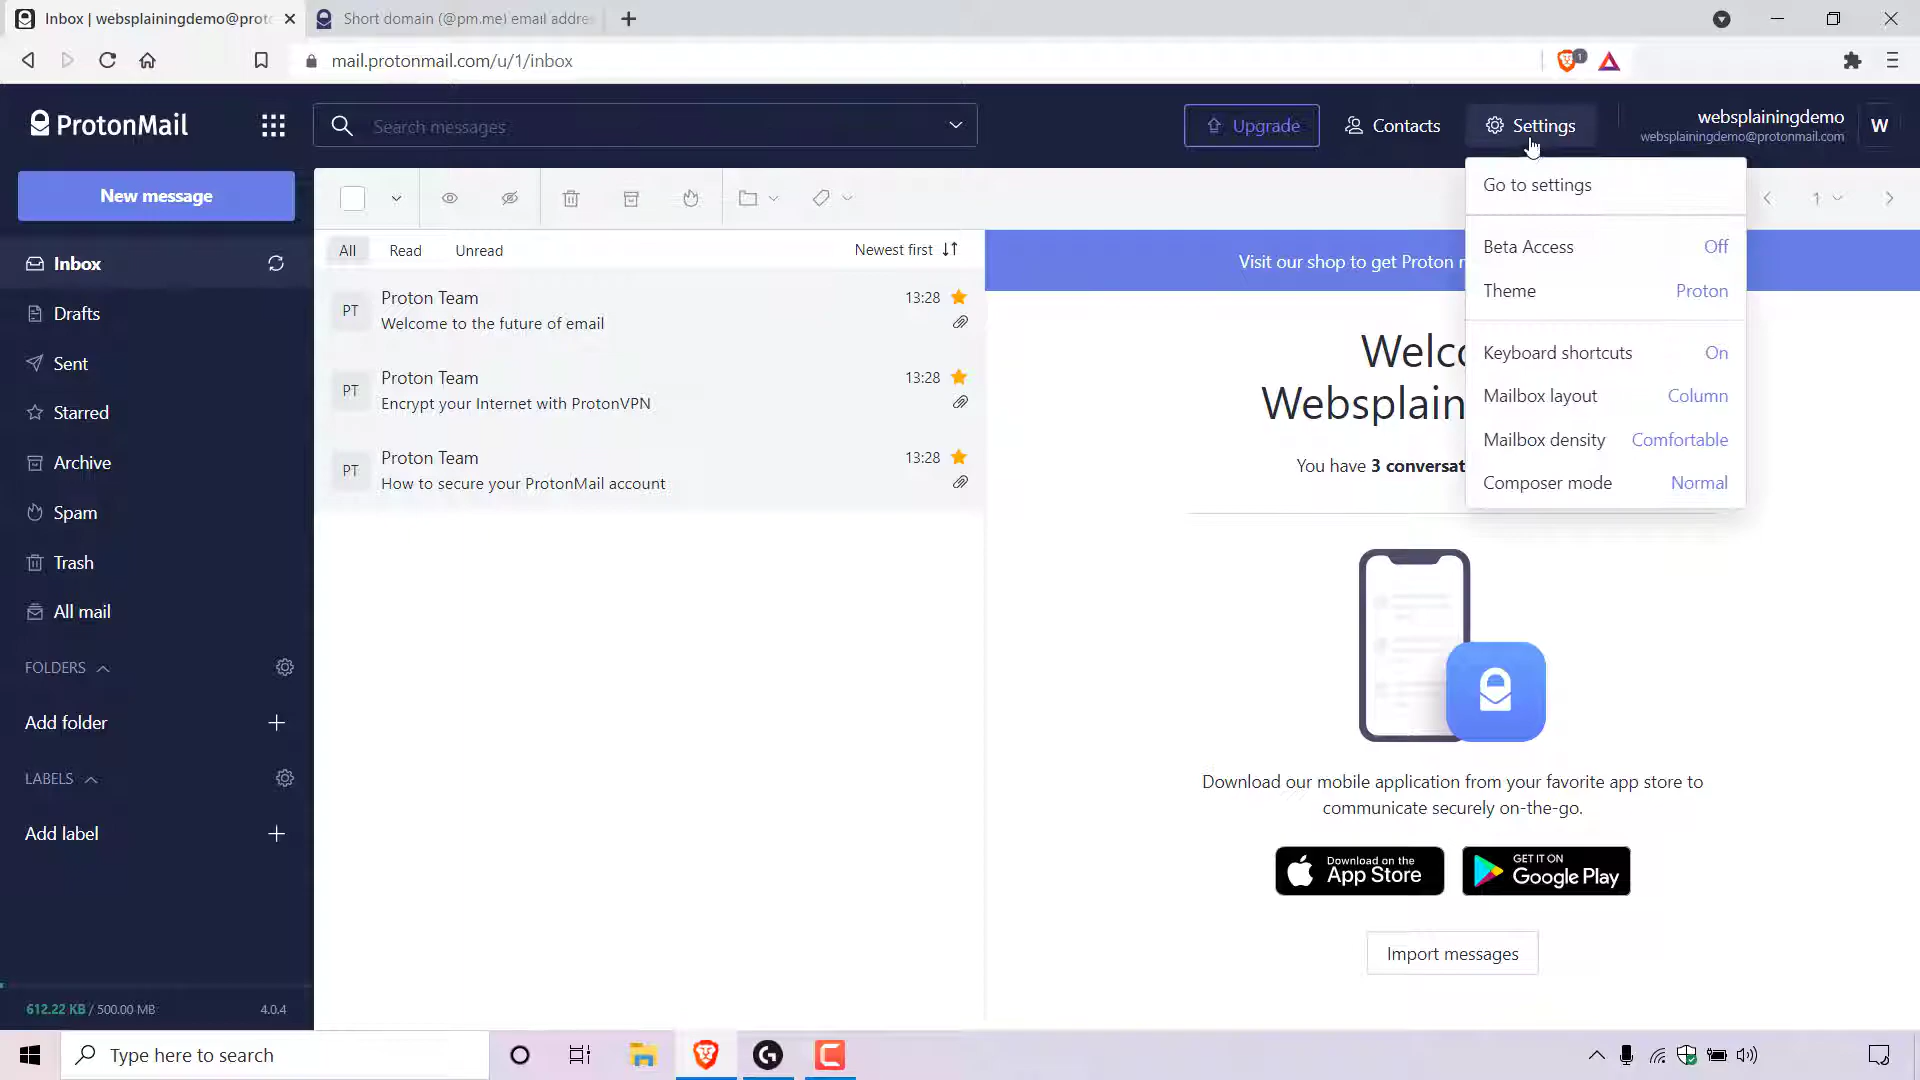 Inbox | websplainingdemo@prot
Short domain (@pm.me) email addre
mail.protonmail.com/u/1/inbox
1
ProtonMail
Search messages
Upgrade
Contacts
Settings
websplainingdemo
websplainingdemo@protonmail.com
W
New message
Inbox
Drafts
Sent
Starred
Archive
Spam
Trash
All mail
FOLDERS
Add folder
LABELS
Add label
612.22 KB / 500.00 MB
4.0.4
All
Read
Unread
Newest first
PT
Proton Team
13:28
Welcome to the future of email
PT
Proton Team
13:28
Encrypt your Internet with ProtonVPN
PT
Proton Team
13:28
How to secure your ProtonMail account
1
Go to settings
Beta Access Off
Theme Proton
Keyboard shortcuts On
Mailbox layout Column
Mailbox density Comfortable
Composer mode Normal
Visit our shop to get Proton
Welc
Websplain
You have 3 conversat
Download our mobile application from your favorite app store to
communicate securely on-the-go.
Download on the
App Store
GET IT ON
Google Play
Import messages
Type here to search